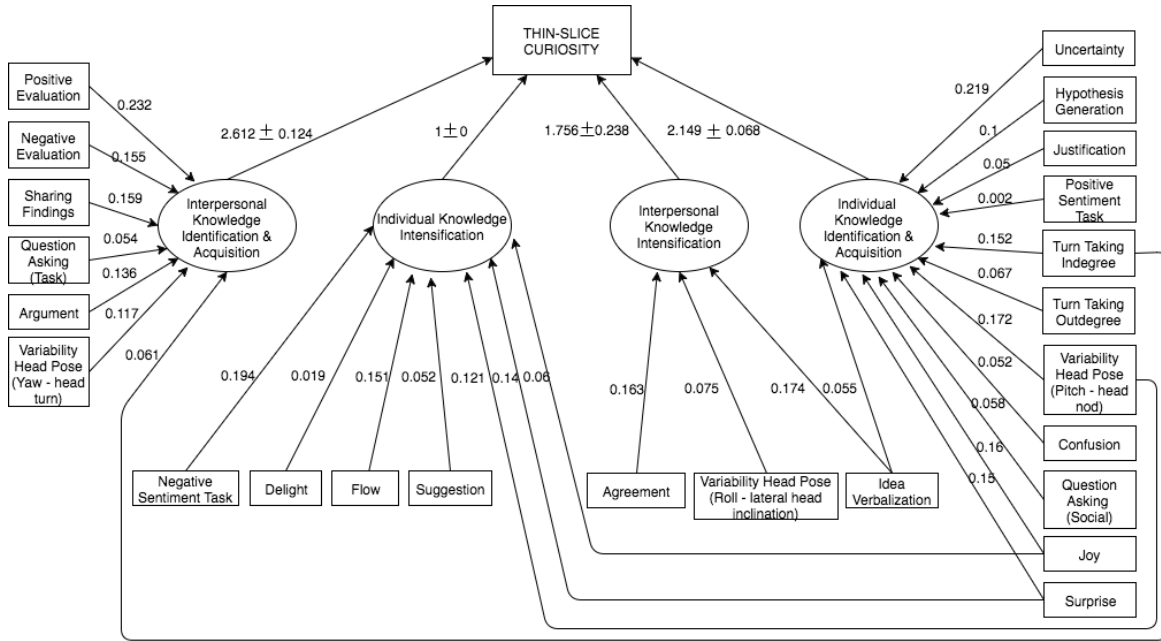 THIN-SLICE
CURIOSITY
Positive
Evaluation
Negative
Evaluation
Sharing
Findings
Question
Asking
(Task)
Argument
Variability
Head Pose
(Yaw - head
turn)
0.232
0.155
0.159
0.054
0.136
0.117
0.061
2.612 ± 0.124
1±0
1.756±0.238
2.149 ± 0.068
Interpersonal
Knowledge
Identification &
Acquisition
Individual Knowledge
Intensification
Interpersonal
Knowledge
Intensification
Individual
Knowledge
Identification &
Acquisition
0.194
0.019
0.151
0.052
0.121
0.14
0.06
0.163
0.075
0.174
0.055
Negative
Sentiment Task
Delight
Flow
Suggestion
Agreement
Variability Head Pose
(Roll - lateral head
inclination)
Idea
Verbalization
0.219
0.1
0.05
0.002
0.152
0.067
0.172
0.052
0.058
0.16
0.15
Uncertainty
Hypothesis
Generation
Justification
Positive
Sentiment
Task
Turn Taking
Indegree
Turn Taking
Outdegree
Variability
Head Pose
(Pitch - head
nod)
Confusion
Question
Asking
(Social)
Joy
Surprise